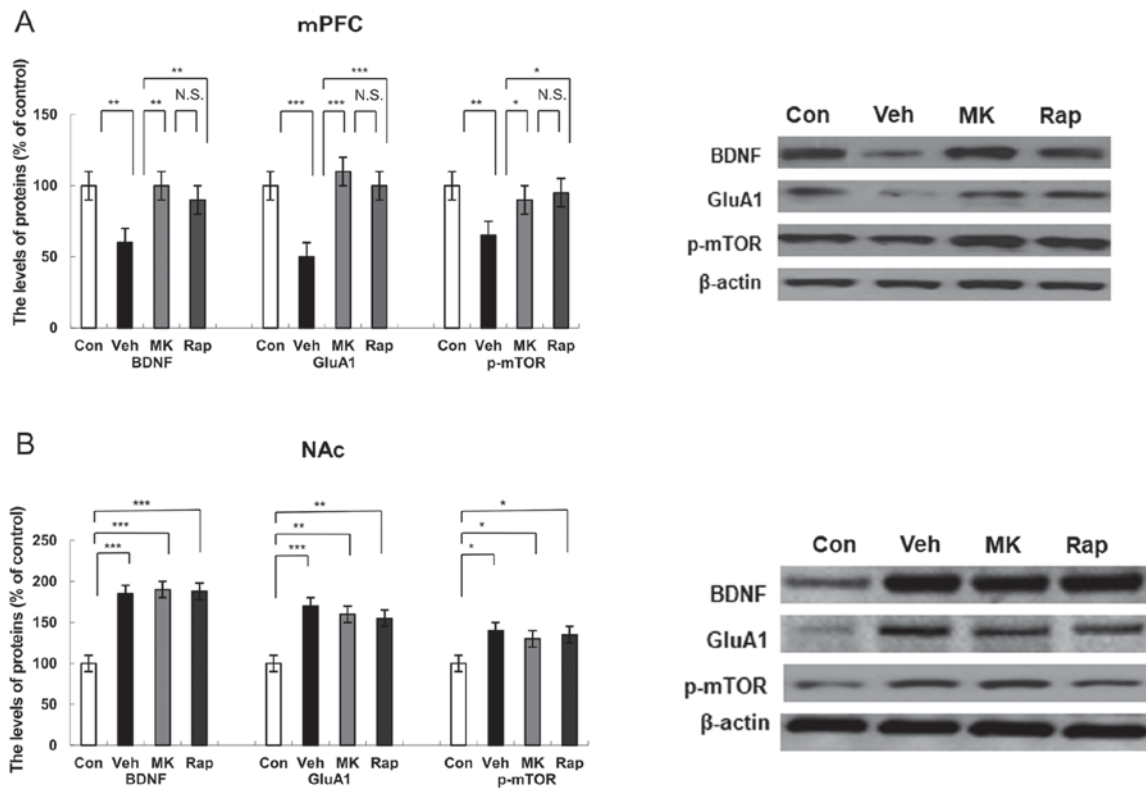 A
mPFC
The levels of proteins (% of control)
** *** *
N.S. N.S. N.S.
** ** *** *** ** *
150
100
50
0
Con Veh MK Rap Con Veh MK Rap Con Veh MK Rap
BDNF GluA1 p-mTOR
Con Veh MK Rap
BDNF
GluA1
p-mTOR
β-actin
B
NAc
The levels of proteins (% of control)
*** ** *
*** ** *
*** *** *
250
200
150
100
50
0
Con Veh MK Rap Con Veh MK Rap Con Veh MK Rap
BDNF GluA1 p-mTOR
Con Veh MK Rap
BDNF
GluA1
p-mTOR
β-actin